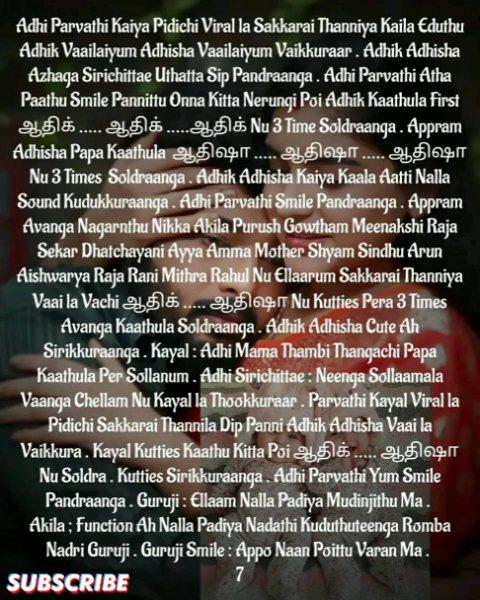 Adhi Parvathi Kaiya Pidichi Viral la Sakkarai Thanniya Kaila Eduthu
Adhik Vaailaiyum Adhisha Vaailaiyum Vaikkuraar . Adhik Adhisha
Azhaga Sirichittae Uthatta Sip Pandraanga . Adhi Parvathi Atha
Paathu Smile Pannittu Onna Kitta Nerungi Poi Adhik Kaathula First
ஆதிக் ..... ஆதிக் .....ஆதிக் Nu 3 Time Soldraanga . Appram
Adhisha Papa Kaathula ஆதிஷா ..... ஆதிஷா ..... ஆதிஷா
Nu 3 Times Soldraanga . Adhik Adhisha Kaiya Kaala Aatti Nalla
Sound Kudukkuraanga . Adhi Parvathi Smile Pandraanga . Appram
Avanga Nagarnthu Nikka Akila Purush Gowtham Meenakshi Raja
Sekar Dhatchayani Ayya Amma Mother Shyam Sindhu Arun
Aishwarya Raja Rani Mithra Rahul Nu Ellaarum Sakkarai Thanniya
Vaai la Vachi ஆதிக் ..... ஆதிஷா Nu Kutties Pera 3 Times
Avanga Kaathula Soldraanga . Adhik Adhisha Cute Ah
Sirikkuraanga . Kayal : Adhi Mama Thambi Thangachi Papa
Kaathula Per Sollanum . Adhi Sirichittae : Neenga Sollaamala
Vaanga Chellam Nu Kayal la Thookkuraar . Parvathi Kayal Viral la
Pidichi Sakkarai Thannila Dip Panni Adhik Adhisha Vaai la
Vaikkura . Kayal Kutties Kaathu Kitta Poi ஆதிக் ..... ஆதிஷா
Nu Soldra . Kutties Sirikkuraanga . Adhi Parvathi Yum Smile
Pandraanga . Guruji : Ellaam Nalla Padiya Mudinjithu Ma .
Akila : Function Ah Nalla Padiya Nadathi Kuduthuteenga Romba
Nadri Guruji . Guruji Smile : Appo Naan Poittu Varan Ma .
7
SUBSCRIBE